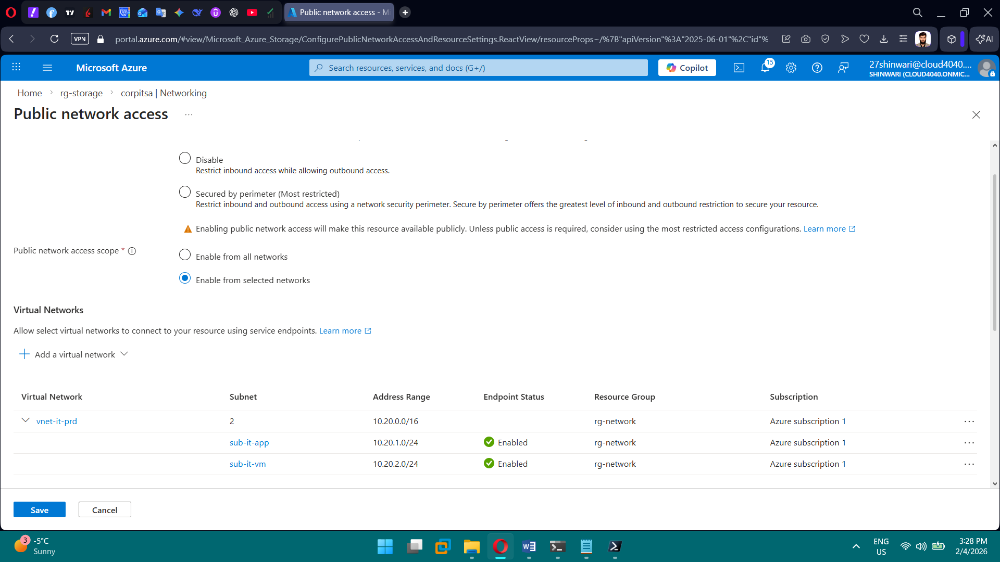 Public network access - M
VPN
portal.azure.com/#view/Microsoft_Azure_Storage/ConfigurePublicNetworkAccessAndResourceSettings.ReactView/resourceProps~/%7B"apiVersion"%3A"2025-06-01"%2C"id"%.
AI
Microsoft Azure
Search resources, services, and docs (G+/)
Copilot
15
27shinwari@cloud4040....
SHINWARI (CLOUD4040.ONMIC...
Home > rg-storage > corpitsa | Networking
Public network access ...
Disable
Restrict inbound access while allowing outbound access.
Secured by perimeter (Most restricted)
Restrict inbound and outbound access using a network security perimeter. Secure by perimeter offers the greatest level of inbound and outbound restriction to secure your resource.
Enabling public network access will make this resource available publicly. Unless public access is required, consider using the most restricted access configurations. Learn more
Public network access scope *
Enable from all networks
Enable from selected networks
Virtual Networks
Allow select virtual networks to connect to your resource using service endpoints. Learn more
Add a virtual network
Virtual Network Subnet Address Range Endpoint Status Resource Group Subscription
vnet-it-prd 2 10.20.0.0/16 rg-network Azure subscription 1 ...
sub-it-app 10.20.1.0/24 Enabled rg-network Azure subscription 1 ...
sub-it-vm 10.20.2.0/24 Enabled rg-network Azure subscription 1 ...
Save
Cancel
3
-5°C
Sunny
ENG
US
3:28 PM
2/4/2026